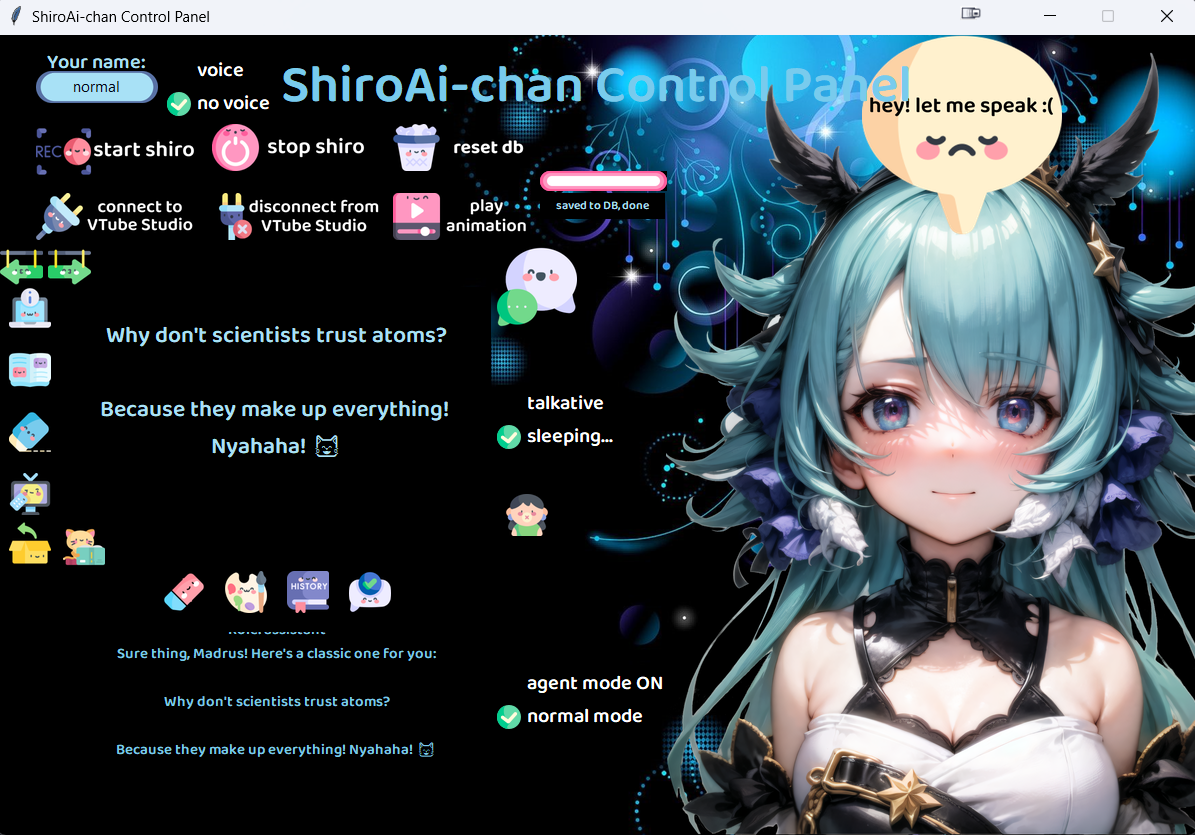 ShiroAi-chan Control Panel
Your name:
normal
voice
no voice
ShiroAi-chan Control Panel
hey! let me speak :(
REC
start shiro
stop shiro
reset db
saved to DB, done
connect to
VTube Studio
disconnect from
VTube Studio
play
animation
Why don't scientists trust atoms?
Because they make up everything!
Nyahaha! 😺
talkative
sleeping...
HISTORY
Sure thing, Madrus! Here's a classic one for you:
Why don't scientists trust atoms?
Because they make up everything! Nyahaha! 😺
agent mode ON
normal mode